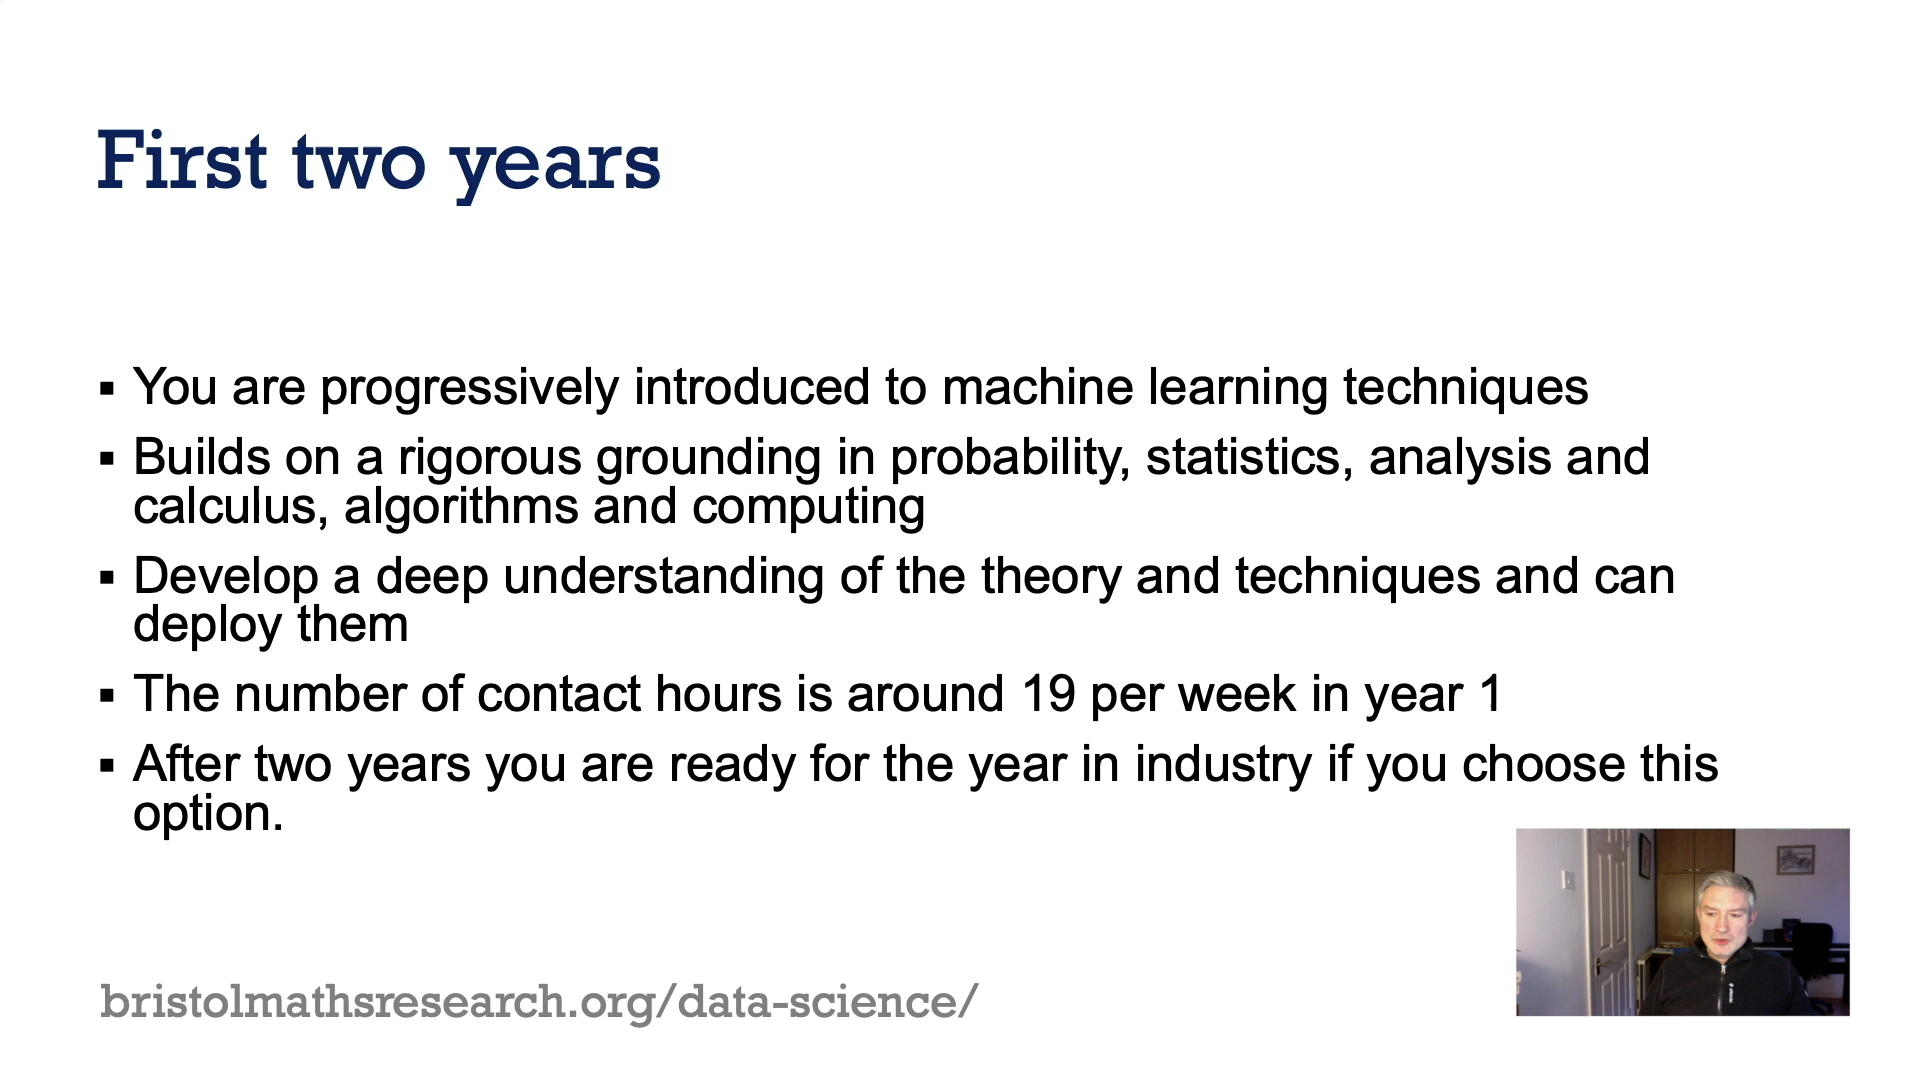 First two years
▪ You are progressively introduced to machine learning techniques
▪ Builds on a rigorous grounding in probability, statistics, analysis and
calculus, algorithms and computing
▪ Develop a deep understanding of the theory and techniques and can
deploy them
▪ The number of contact hours is around 19 per week in year 1
▪ After two years you are ready for the year in industry if you choose this
option.
bristolmathsresearch.org/data-science/